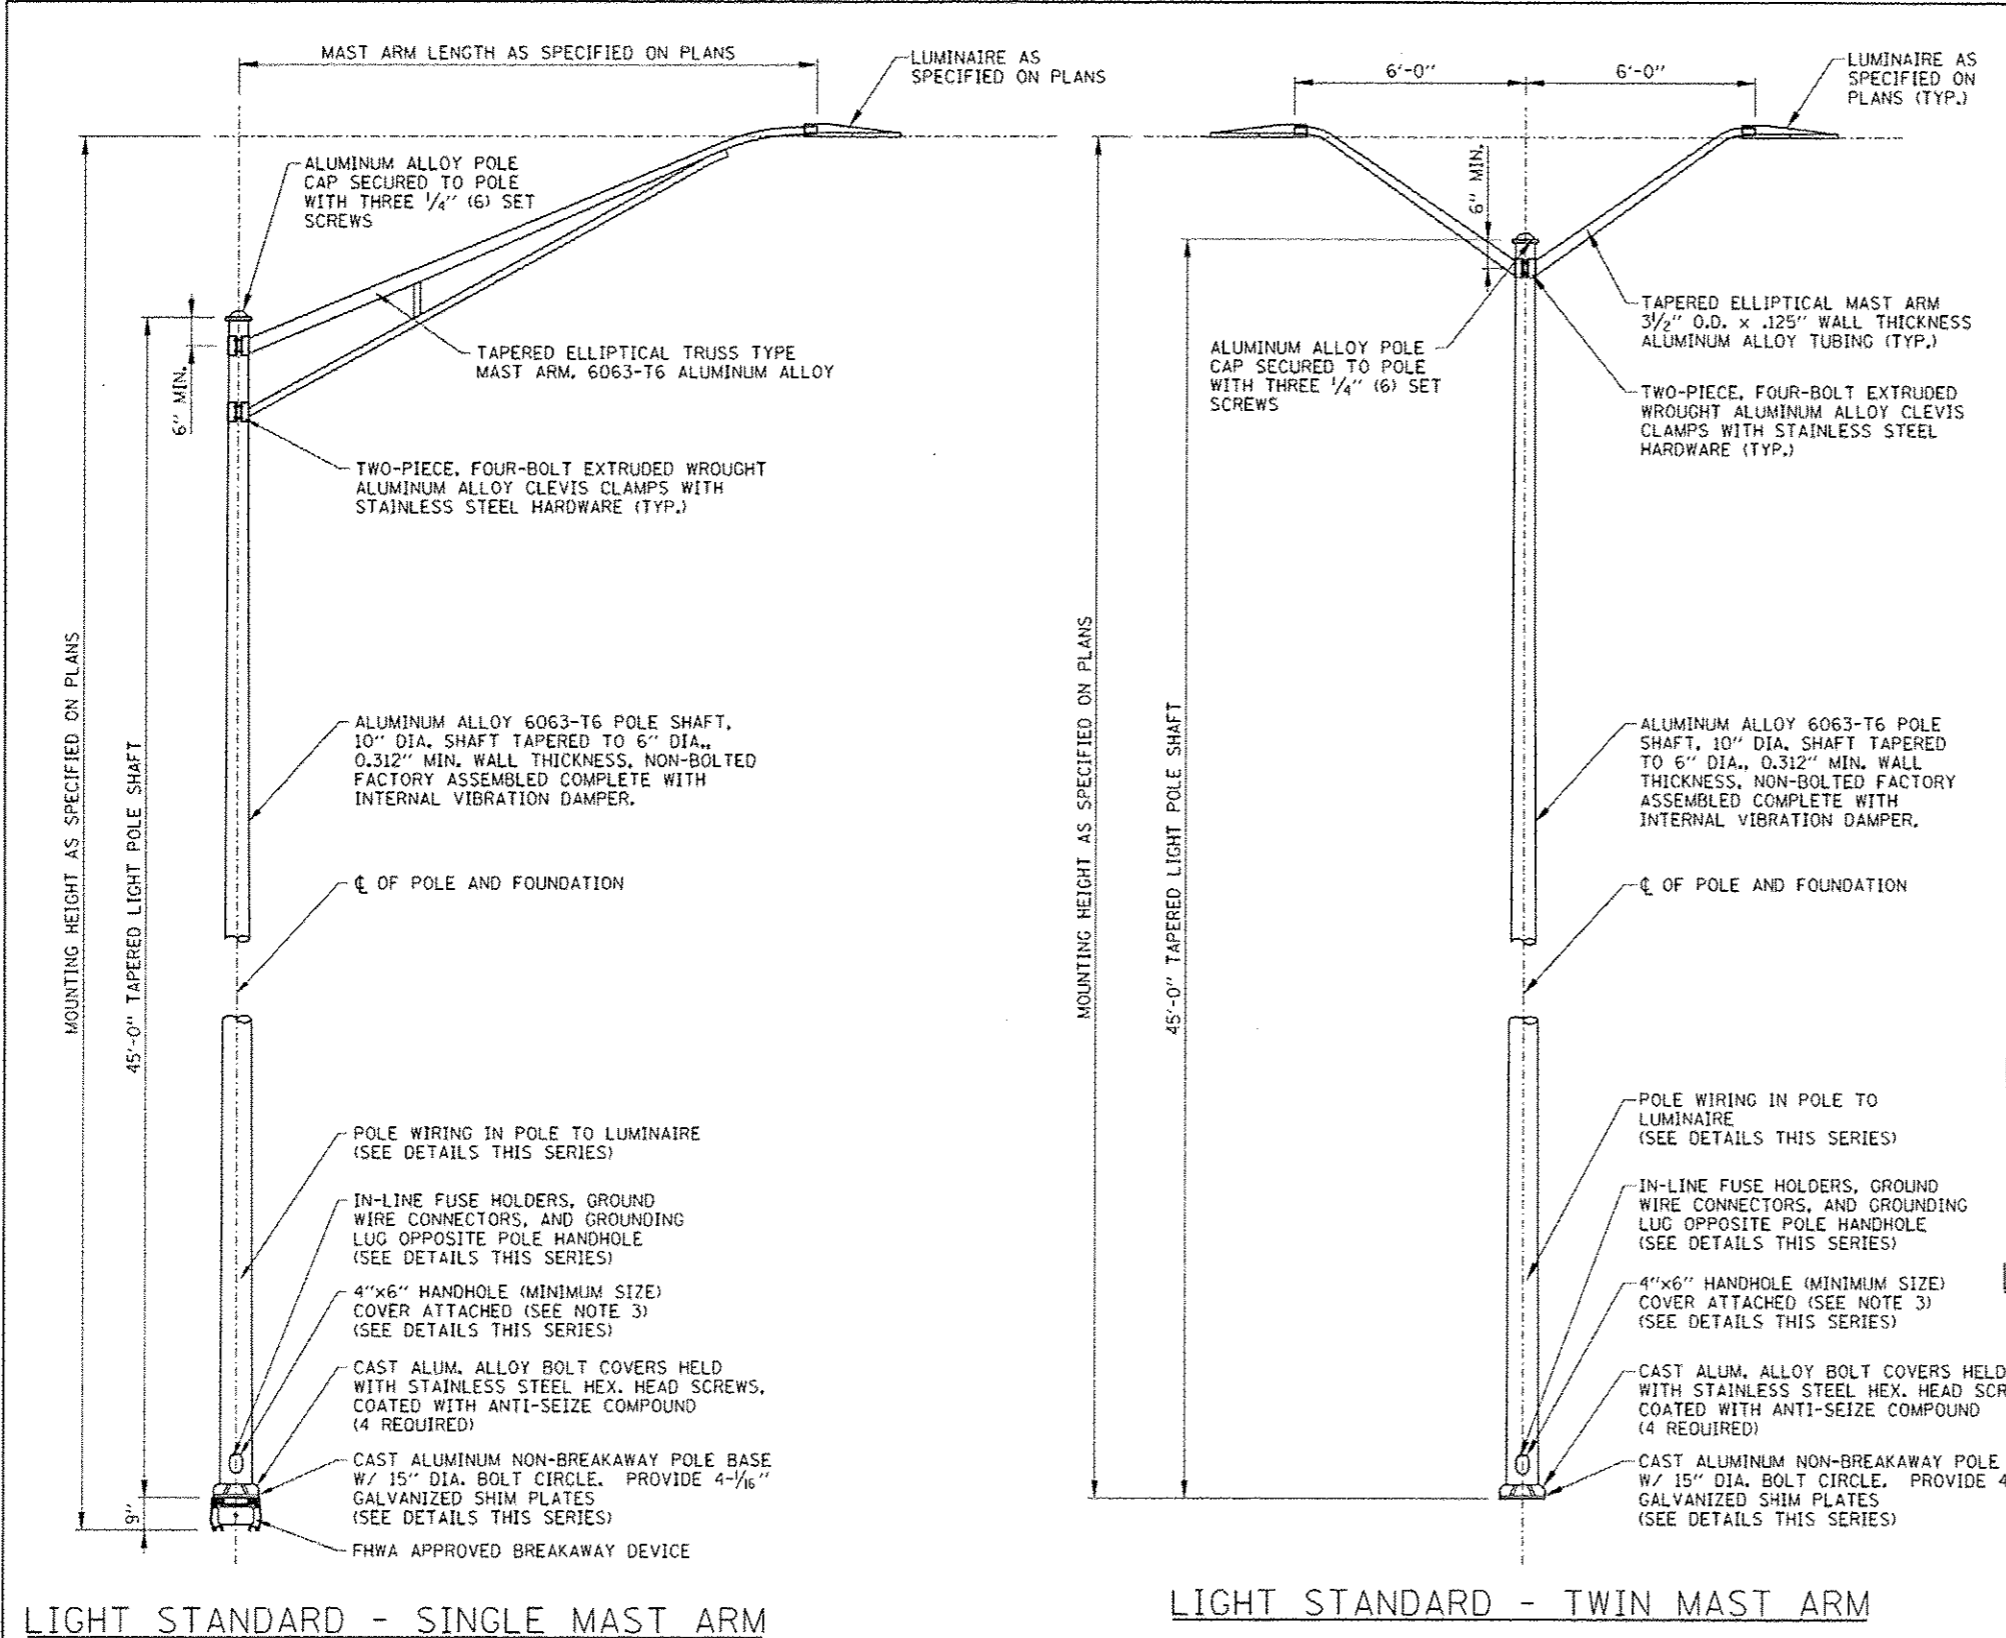 MAST ARM LENGTH AS SPECIFIED ON PLANS
LUMINAIRE AS
SPECIFIED ON PLANS
ALUMINUM ALLOY POLE
CAP SECURED TO POLE
WITH THREE 1/4" (6) SET
SCREWS
6" MIN.
TAPERED ELLIPTICAL TRUSS TYPE
MAST ARM, 6063-T6 ALUMINUM ALLOY
TWO-PIECE, FOUR-BOLT EXTRUDED WROUGHT
ALUMINUM ALLOY CLEVIS CLAMPS WITH
STAINLESS STEEL HARDWARE (TYP.)
MOUNTING HEIGHT AS SPECIFIED ON PLANS
45'-0" TAPERED LIGHT POLE SHAFT
ALUMINUM ALLOY 6063-T6 POLE SHAFT,
10" DIA. SHAFT TAPERED TO 6" DIA.,
0.312" MIN. WALL THICKNESS, NON-BOLTED
FACTORY ASSEMBLED COMPLETE WITH
INTERNAL VIBRATION DAMPER.
℄ OF POLE AND FOUNDATION
POLE WIRING IN POLE TO LUMINAIRE
(SEE DETAILS THIS SERIES)
IN-LINE FUSE HOLDERS, GROUND
WIRE CONNECTORS, AND GROUNDING
LUG OPPOSITE POLE HANDHOLE
(SEE DETAILS THIS SERIES)
4"x6" HANDHOLE (MINIMUM SIZE)
COVER ATTACHED (SEE NOTE 3)
(SEE DETAILS THIS SERIES)
CAST ALUM. ALLOY BOLT COVERS HELD
WITH STAINLESS STEEL HEX. HEAD SCREWS,
COATED WITH ANTI-SEIZE COMPOUND
(4 REQUIRED)
CAST ALUMINUM NON-BREAKAWAY POLE BASE
W/ 15" DIA. BOLT CIRCLE. PROVIDE 4-1/16"
GALVANIZED SHIM PLATES
(SEE DETAILS THIS SERIES)
9"
FHWA APPROVED BREAKAWAY DEVICE
LIGHT STANDARD - SINGLE MAST ARM
6'-0"
6'-0"
LUMINAIRE AS
SPECIFIED ON
PLANS (TYP.)
6" MIN.
ALUMINUM ALLOY POLE
CAP SECURED TO POLE
WITH THREE 1/4" (6) SET
SCREWS
TAPERED ELLIPTICAL MAST ARM
3 1/2" O.D. x .125" WALL THICKNESS
ALUMINUM ALLOY TUBING (TYP.)
TWO-PIECE, FOUR-BOLT EXTRUDED
WROUGHT ALUMINUM ALLOY CLEVIS
CLAMPS WITH STAINLESS STEEL
HARDWARE (TYP.)
MOUNTING HEIGHT AS SPECIFIED ON PLANS
45'-0" TAPERED LIGHT POLE SHAFT
ALUMINUM ALLOY 6063-T6 POLE
SHAFT, 10" DIA. SHAFT TAPERED
TO 6" DIA., 0.312" MIN. WALL
THICKNESS, NON-BOLTED FACTORY
ASSEMBLED COMPLETE WITH
INTERNAL VIBRATION DAMPER.
℄ OF POLE AND FOUNDATION
POLE WIRING IN POLE TO
LUMINAIRE
(SEE DETAILS THIS SERIES)
IN-LINE FUSE HOLDERS, GROUND
WIRE CONNECTORS, AND GROUNDING
LUG OPPOSITE POLE HANDHOLE
(SEE DETAILS THIS SERIES)
4"x6" HANDHOLE (MINIMUM SIZE)
COVER ATTACHED (SEE NOTE 3)
(SEE DETAILS THIS SERIES)
CAST ALUM. ALLOY BOLT COVERS HELD
WITH STAINLESS STEEL HEX. HEAD SCR
COATED WITH ANTI-SEIZE COMPOUND
(4 REQUIRED)
CAST ALUMINUM NON-BREAKAWAY POLE
W/ 15" DIA. BOLT CIRCLE. PROVIDE 4
GALVANIZED SHIM PLATES
(SEE DETAILS THIS SERIES)
LIGHT STANDARD - TWIN MAST ARM